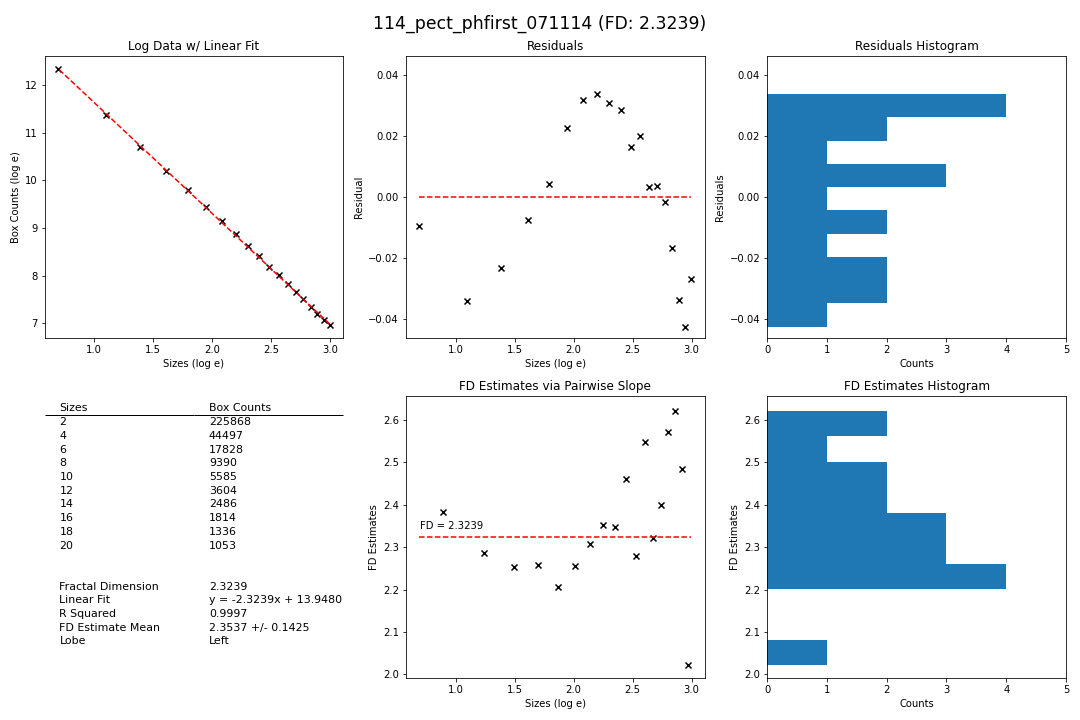 114_pect_phfirst_071114 (FD: 2.3239)
Log Data w/ Linear Fit
Box Counts (log e)
12
11
10
9
8
7
1.0 1.5 2.0 2.5 3.0
Sizes (log e)
Residuals
Residual
0.04
0.02
0.00
−0.02
−0.04
1.0 1.5 2.0 2.5 3.0
Sizes (log e)
Residuals Histogram
Residuals
0.04
0.02
0.00
−0.02
−0.04
0 1 2 3 4 5
Counts
Sizes Box Counts
2 225868
4 44497
6 17828
8 9390
10 5585
12 3604
14 2486
16 1814
18 1336
20 1053
Fractal Dimension 2.3239
Linear Fit y = -2.3239x + 13.9480
R Squared 0.9997
FD Estimate Mean 2.3537 +/- 0.1425
Lobe Left
FD Estimates via Pairwise Slope
FD Estimates
2.6
2.5
2.4
2.3
2.2
2.1
2.0
FD = 2.3239
1.0 1.5 2.0 2.5 3.0
Sizes (log e)
FD Estimates Histogram
FD Estimates
2.6
2.5
2.4
2.3
2.2
2.1
2.0
0 1 2 3 4 5
Counts